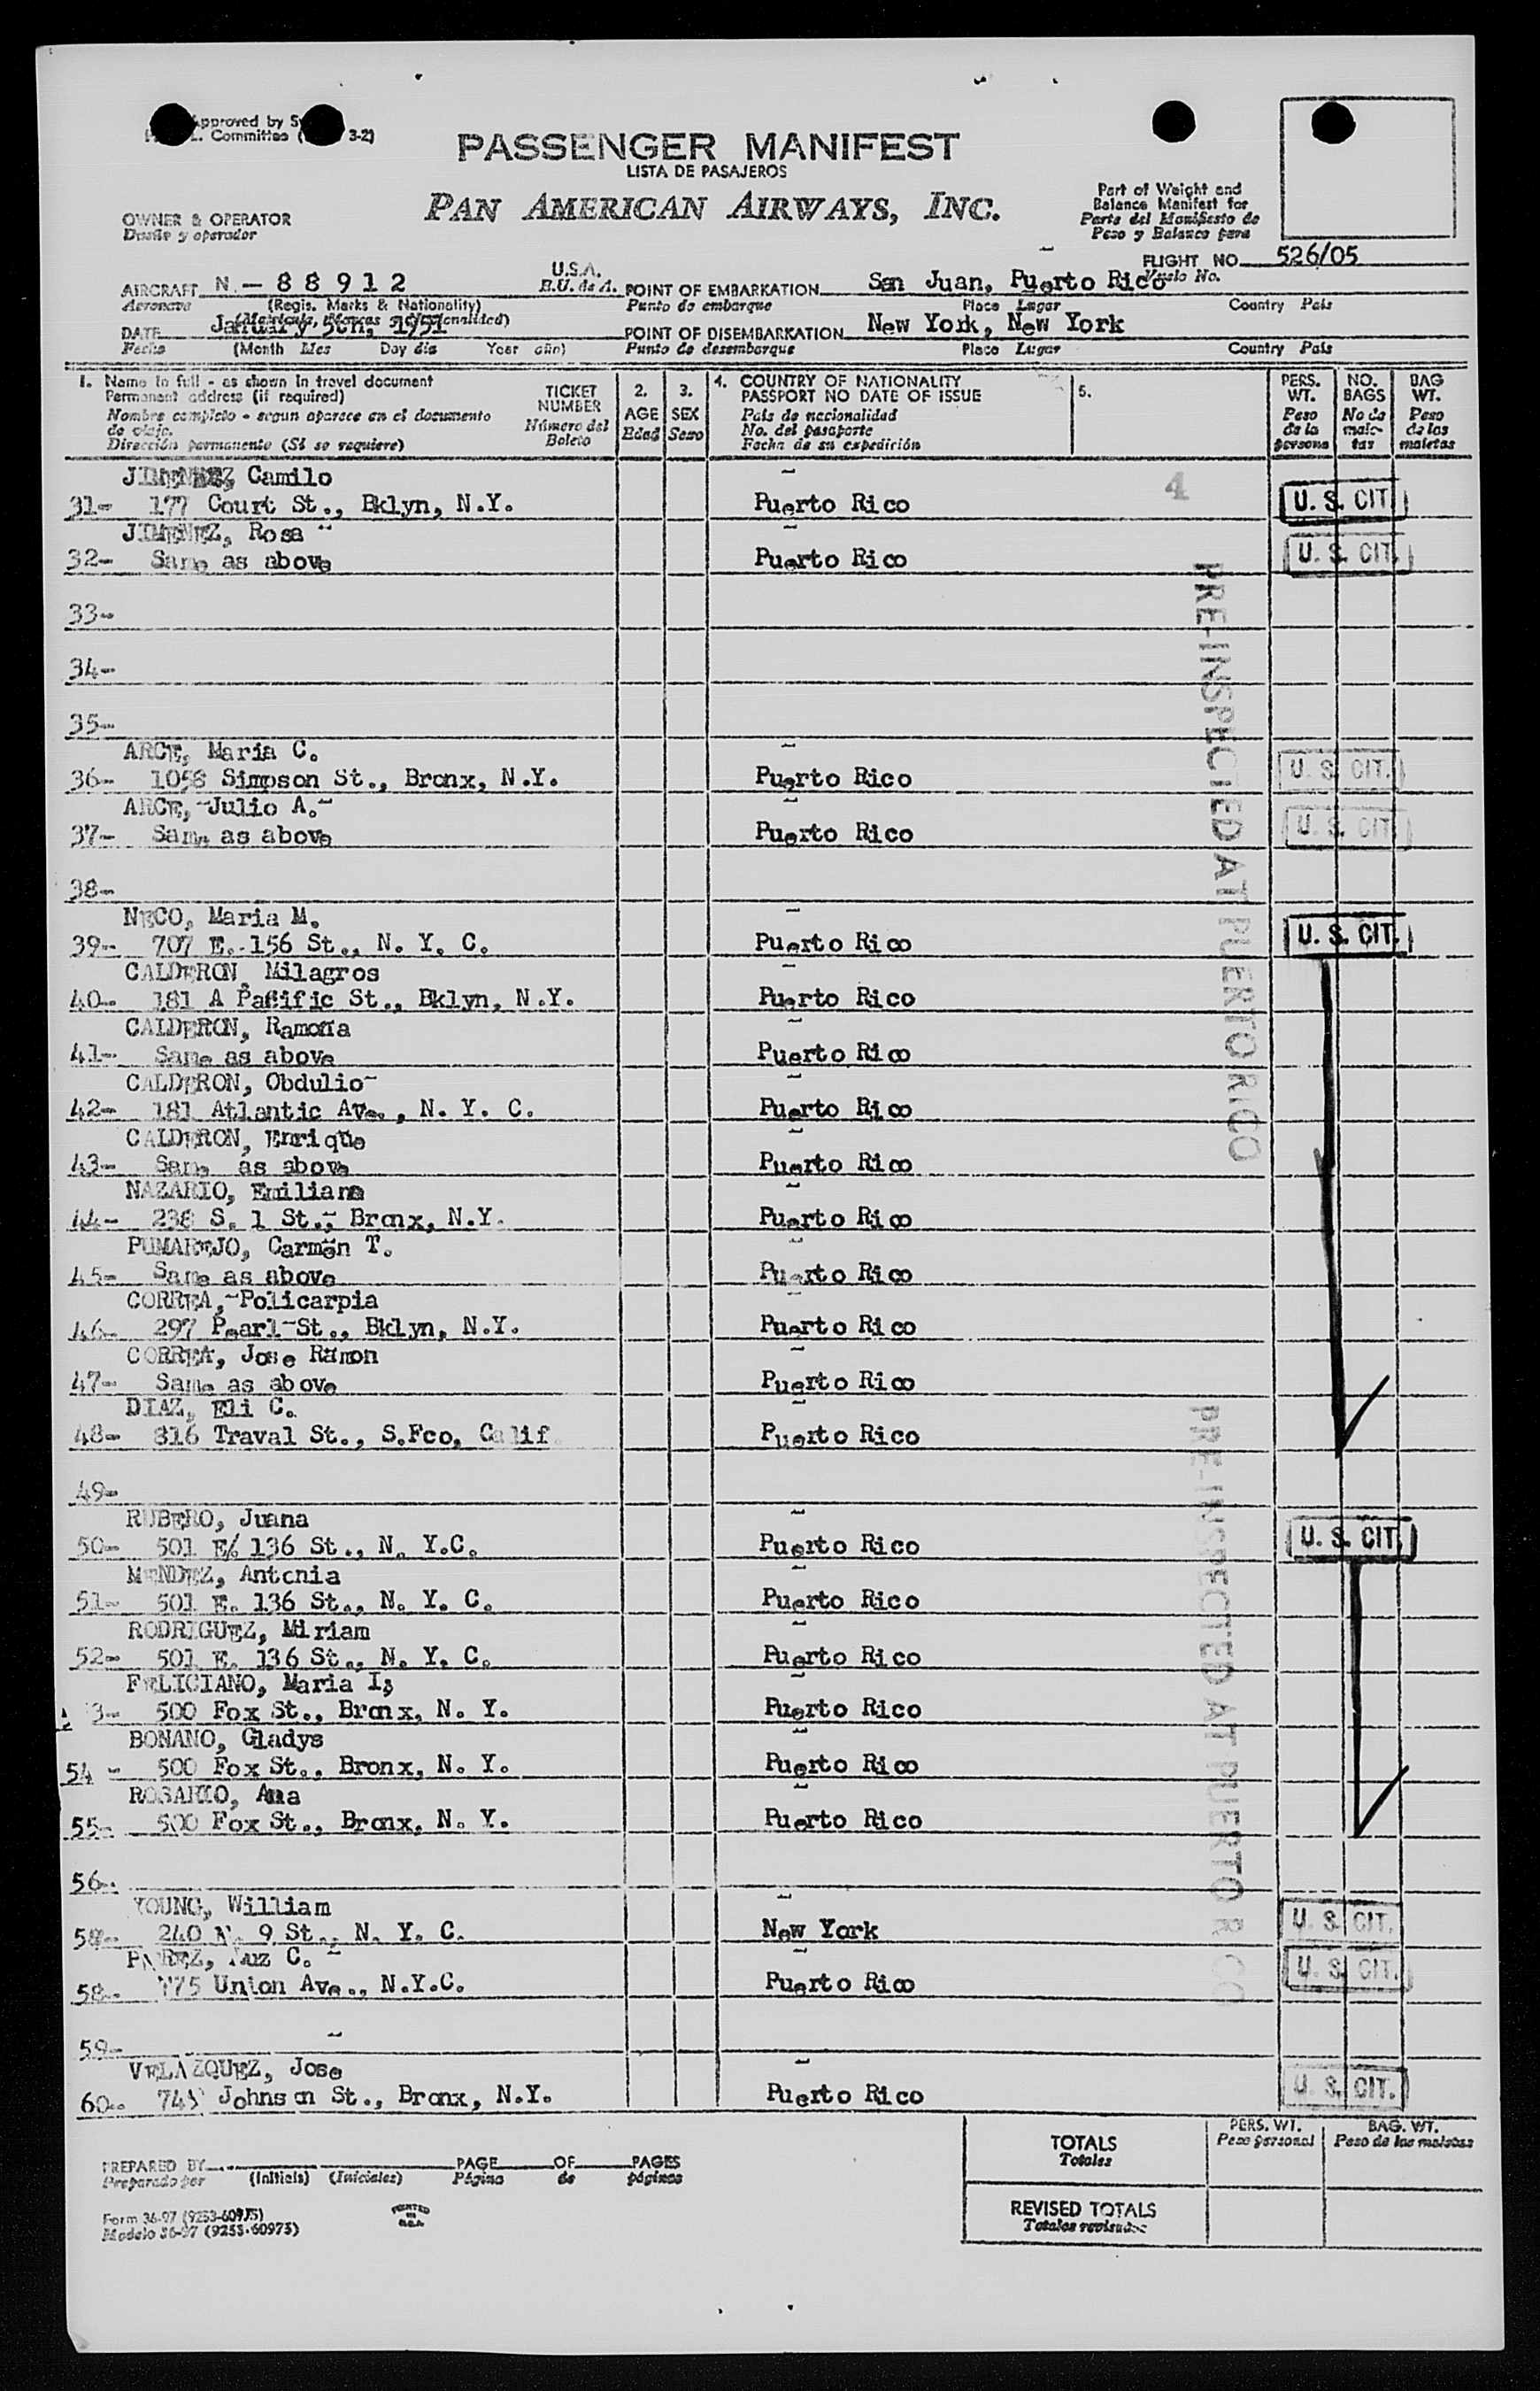 Approved by
Committee ( 3-2)
PASSENGER MANIFEST
LISTA DE PASAJEROS
PAN AMERICAN AIRWAYS, INC.
Part of Weight and
Balance Manifest for
Parte del Manifiesto de
Peso y Balance para
OWNER & OPERATOR
Dueño y operador
FLIGHT NO. 526/05
Vuelo No.
AIRCRAFT N - 88912 U.S.A.
Aeronave (Regis. Marks & Nationality) E.U. de A.
POINT OF EMBARKATION San Juan, Puerto Rico
Punto de embarque Place Lugar Country País
DATE January 5th, 1951
Fecha (Month Mes Day día Year año)
POINT OF DISEMBARKATION New York, New York
Punto de desembarque Place Lugar Country País
1. Name in full - as shown in travel document
Permanent address (if required)
Nombre completo - segun aparece en el documento
de viaje.
Dirección permanente (Si se requiere)
TICKET
NUMBER
Número del
Boleto
2.
AGE
Edad
3.
SEX
Sexo
4. COUNTRY OF NATIONALITY
PASSPORT NO DATE OF ISSUE
País de nacionalidad
No. del pasaporte
Fecha de su expedición
5.
PERS.
WT.
Peso
de la
persona
NO.
BAGS
No de
male-
tas
BAG
WT.
Peso
de las
maletas
JIMENEZ, Camilo
31- 177 Court St., Bklyn, N.Y. Puerto Rico 4 U. S. CIT.
JIMENEZ, Rosa
32- Same as above Puerto Rico U. S. CIT.
33-
34-
35-
ARCE, Maria C.
36- 1058 Simpson St., Bronx, N.Y. Puerto Rico U. S. CIT.
ARCE, Julio A.
37- Same as above Puerto Rico U. S. CIT.
38-
NECO, Maria M.
39- 707 E. 156 St., N. Y. C. Puerto Rico U. S. CIT.
CALDERON, Milagros
40- 181 A Pacific St., Bklyn, N.Y. Puerto Rico
CALDERON, Ramona
41- Same as above Puerto Rico
CALDERON, Obdulio
42- 181 Atlantic Ave., N. Y. C. Puerto Rico
CALDERON, Enrique
43- Same as above Puerto Rico
NAZARIO, Emiliana
44- 238 S. 1 St., Bronx, N.Y. Puerto Rico
PUMAREJO, Carmen T.
45- Same as above Puerto Rico
CORREA, Policarpia
46- 297 Pearl St., Bklyn, N.Y. Puerto Rico
CORREA, Jose Ramon
47- Same as above Puerto Rico
DIAZ, Eli C.
48- 816 Traval St., S.Fco, Calif. Puerto Rico
49-
RUBERO, Juana
50- 501 E/ 136 St., N. Y.C. Puerto Rico U. S. CIT.
MENDEZ, Antonia
51- 501 E. 136 St., N. Y. C. Puerto Rico
RODRIGUEZ, Miriam
52- 501 E. 136 St., N. Y. C. Puerto Rico
FELICIANO, Maria I;
3- 500 Fox St., Bronx, N. Y. Puerto Rico
BONANO, Gladys
54 - 500 Fox St., Bronx, N. Y. Puerto Rico
ROSARIO, Ana
55- 500 Fox St., Bronx, N. Y. Puerto Rico
56-
YOUNG, William
240 9 St., N. Y. C. New York U. S. CIT.
PEREZ, Luz C.
58- 775 Union Ave., N.Y.C. Puerto Rico U. S. CIT.
59-
VELAZQUEZ, Jose
60- Johnson St., Bronx, N.Y. Puerto Rico U. S. CIT.
PRE-INSPECTED AT PUERTO RICO
PRE-INSPECTED AT PUERTO RICO
PERS. WT.
Peso personal
BAG. WT.
Peso de las maletas
TOTALS
Totales
REVISED TOTALS
Totales revisados
PREPARED BY PAGE OF PAGES
Preparado por (Initials) (Iniciales) Página de páginas
Form 36-97 (9253-60975)
Modelo 36-97 (9253-60975)
PRINTED
IN
U.S.A.